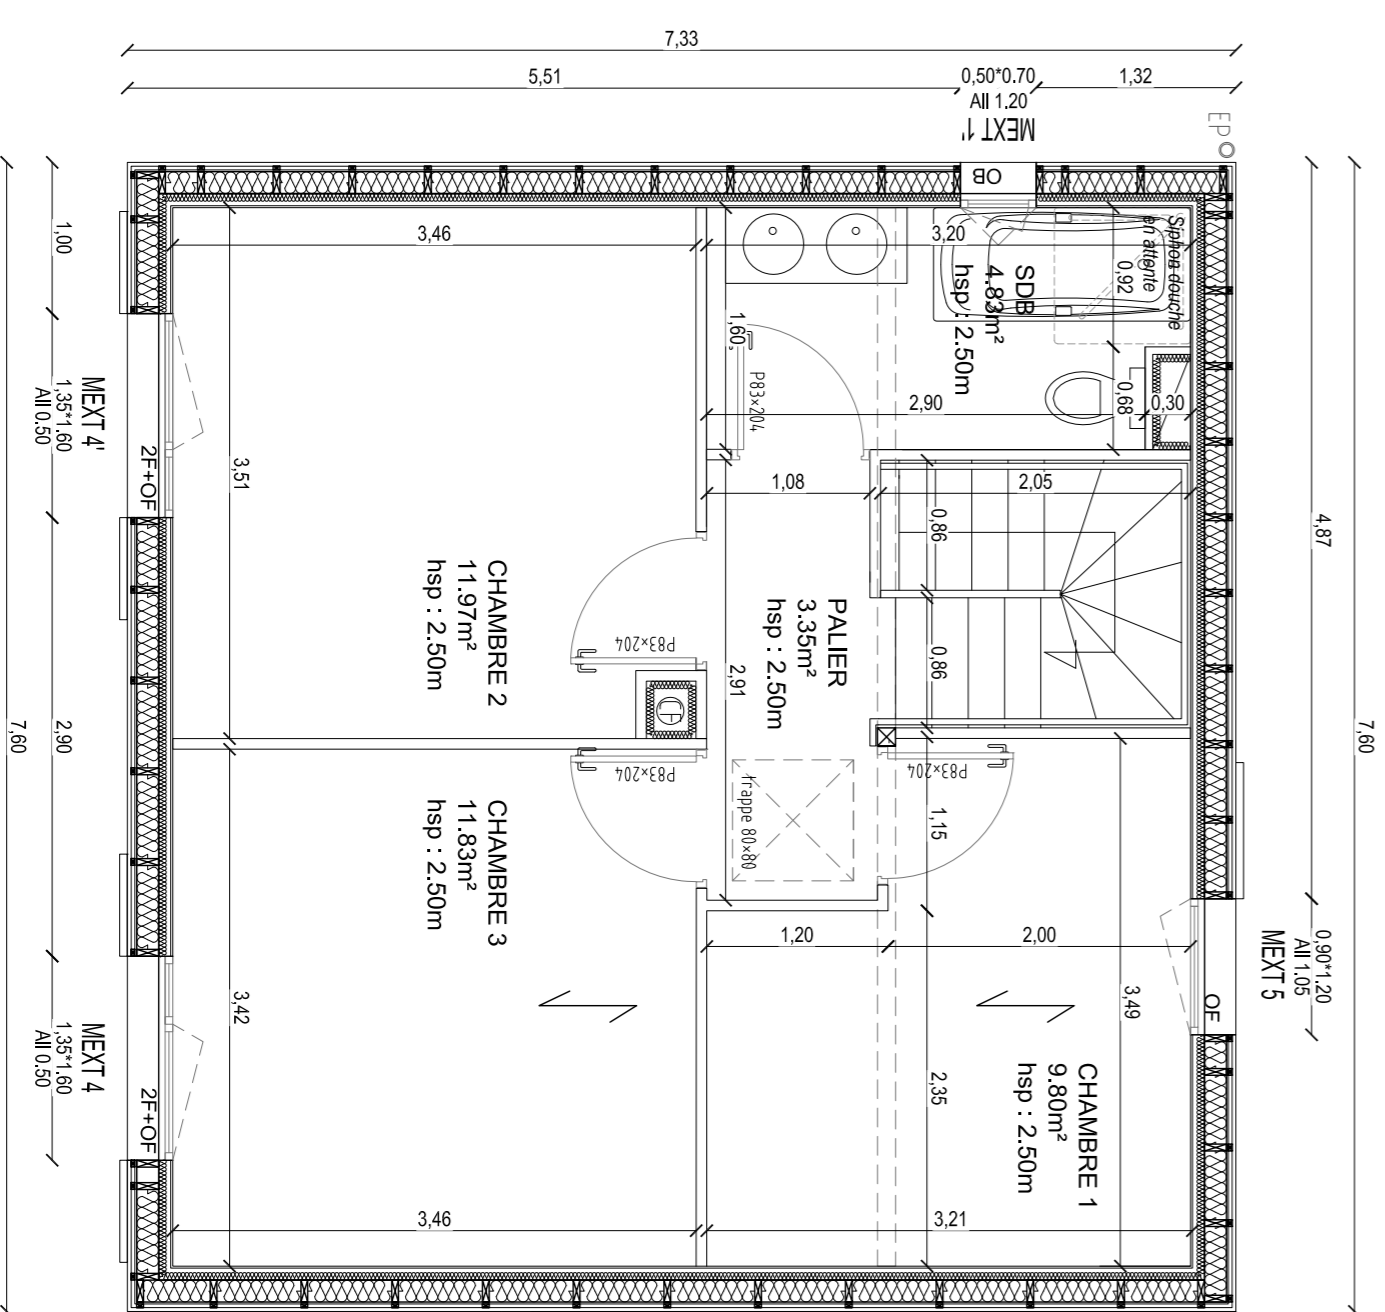 7,33
5,51
0,50*0.70
All 1.20
MEXT 1'
1,32
EP
OB
3,46
3,20
Siphon douche
en attente
0,92
SDB
4.83m²
hsp : 2.50m
1,60
P83x204
2,90
0,68
0,30
1,00
MEXT 4'
1,35*1.60
All 0.50
2F+OF
3,51
1,08
2,05
0,86
0,86
4,87
7,60
CHAMBRE 2
11.97m²
hsp : 2.50m
PALIER
3.35m²
hsp : 2.50m
P83x204
2,91
CF
2,90
7,60
P83x204
P83x204
trappe 80x80
1,15
CHAMBRE 3
11.83m²
hsp : 2.50m
1,20
2,00
0,90*1.20
All 1.05
MEXT 5
OF
3,42
3,49
MEXT 4
1,35*1.60
All 0.50
2F+OF
2,35
CHAMBRE 1
9.80m²
hsp : 2.50m
3,46
3,21